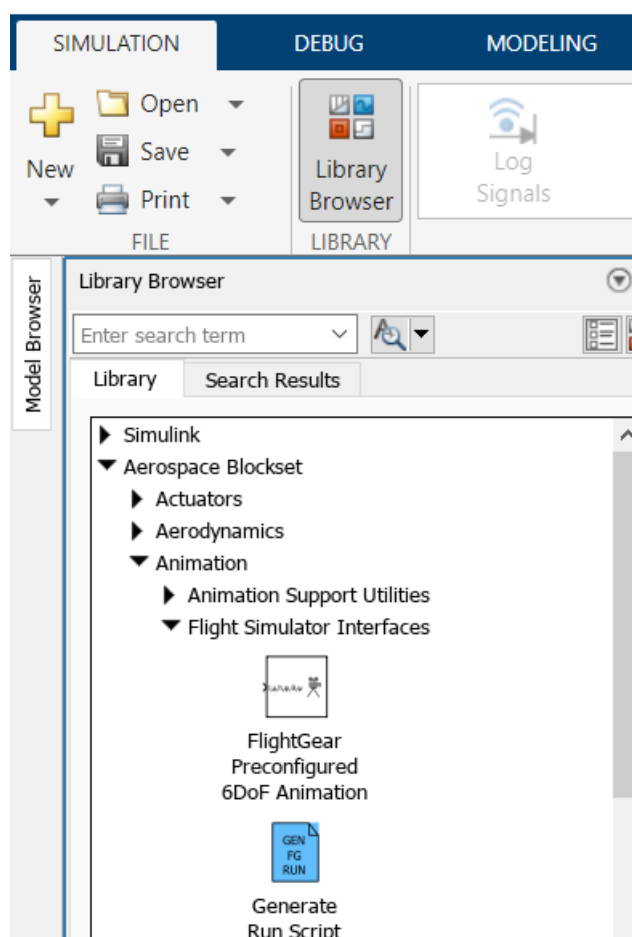 SIMULATION DEBUG MODELING
New
Open
Save
Print
FILE
Library
Browser
LIBRARY
Log
Signals
Model Browser
Library Browser
Enter search term
Library Search Results
Simulink
Aerospace Blockset
Actuators
Aerodynamics
Animation
Animation Support Utilities
Flight Simulator Interfaces
FlightGear
Preconfigured
6DoF Animation
GEN
FG
RUN
Generate
Run Script